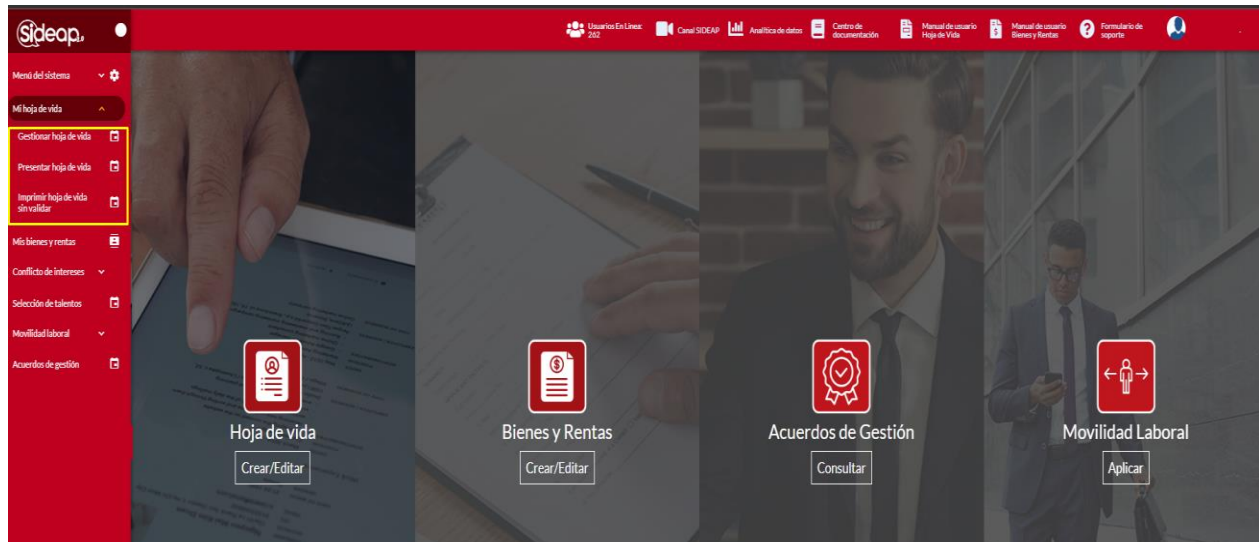 Sideap.
Usuarios En Linea:
262
Canal SIDEAP
Analítica de datos
Centro de
documentación
Manual de usuario
Hoja de Vida
Manual de usuario
Bienes y Rentas
Formulario de
soporte
Menú del sistema
Mi hoja de vida
Gestionar hoja de vida
Presentar hoja de vida
Imprimir hoja de vida
sin validar
Mis bienes y rentas
Conflicto de intereses
Selección de talentos
Movilidad laboral
Acuerdos de gestión
Hoja de vida
Crear/Editar
Bienes y Rentas
Crear/Editar
Acuerdos de Gestión
Consultar
Movilidad Laboral
Aplicar